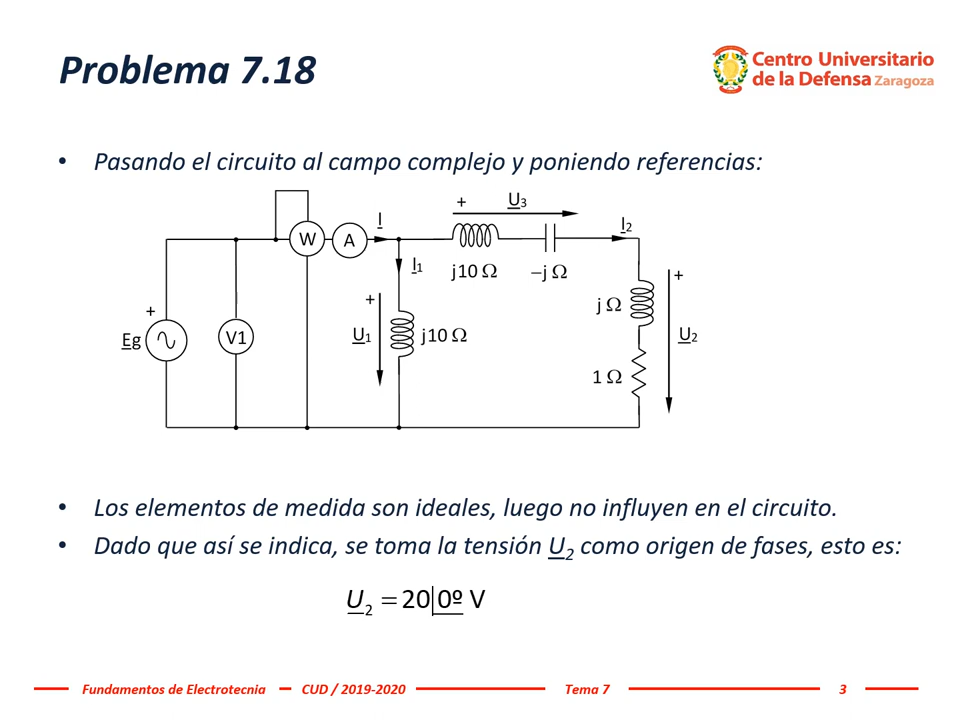 Problema 7.18
Centro Universitario
de la Defensa Zaragoza
• Pasando el circuito al campo complejo y poniendo referencias:
+ U3
I
I2
W
A
I1
j10 Ω
−j Ω
+
+
+
j Ω
Eg
V1
U1
j10 Ω
U2
1 Ω
• Los elementos de medida son ideales, luego no influyen en el circuito.
• Dado que así se indica, se toma la tensión U2 como origen de fases, esto es:
U2 = 20|0º V
Fundamentos de Electrotecnia
CUD / 2019-2020
Tema 7
3